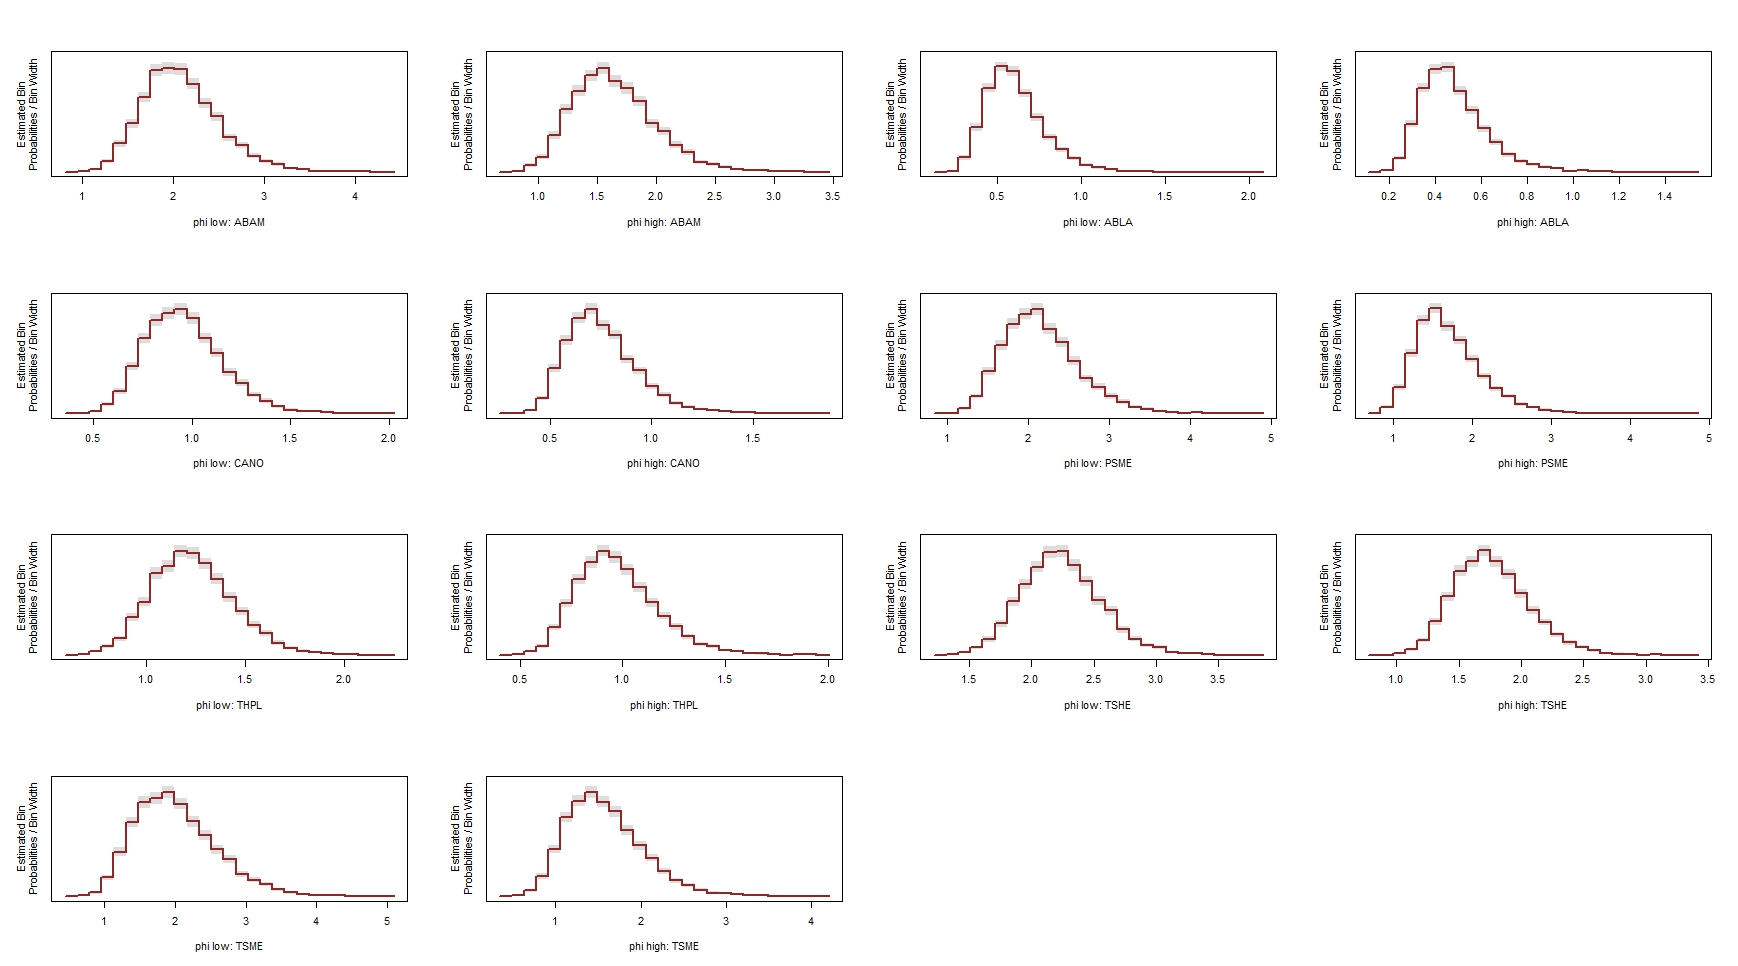 Estimated Bin
Probabilities / Bin Width
1 2 3 4
phi low: ABAM
Estimated Bin
Probabilities / Bin Width
1.0 1.5 2.0 2.5 3.0 3.5
phi high: ABAM
Estimated Bin
Probabilities / Bin Width
0.5 1.0 1.5 2.0
phi low: ABLA
Estimated Bin
Probabilities / Bin Width
0.2 0.4 0.6 0.8 1.0 1.2 1.4
phi high: ABLA
Estimated Bin
Probabilities / Bin Width
0.5 1.0 1.5 2.0
phi low: CANO
Estimated Bin
Probabilities / Bin Width
0.5 1.0 1.5
phi high: CANO
Estimated Bin
Probabilities / Bin Width
1 2 3 4 5
phi low: PSME
Estimated Bin
Probabilities / Bin Width
1 2 3 4 5
phi high: PSME
Estimated Bin
Probabilities / Bin Width
1.0 1.5 2.0
phi low: THPL
Estimated Bin
Probabilities / Bin Width
0.5 1.0 1.5 2.0
phi high: THPL
Estimated Bin
Probabilities / Bin Width
1.5 2.0 2.5 3.0 3.5
phi low: TSHE
Estimated Bin
Probabilities / Bin Width
1.0 1.5 2.0 2.5 3.0 3.5
phi high: TSHE
Estimated Bin
Probabilities / Bin Width
1 2 3 4 5
phi low: TSME
Estimated Bin
Probabilities / Bin Width
1 2 3 4
phi high: TSME